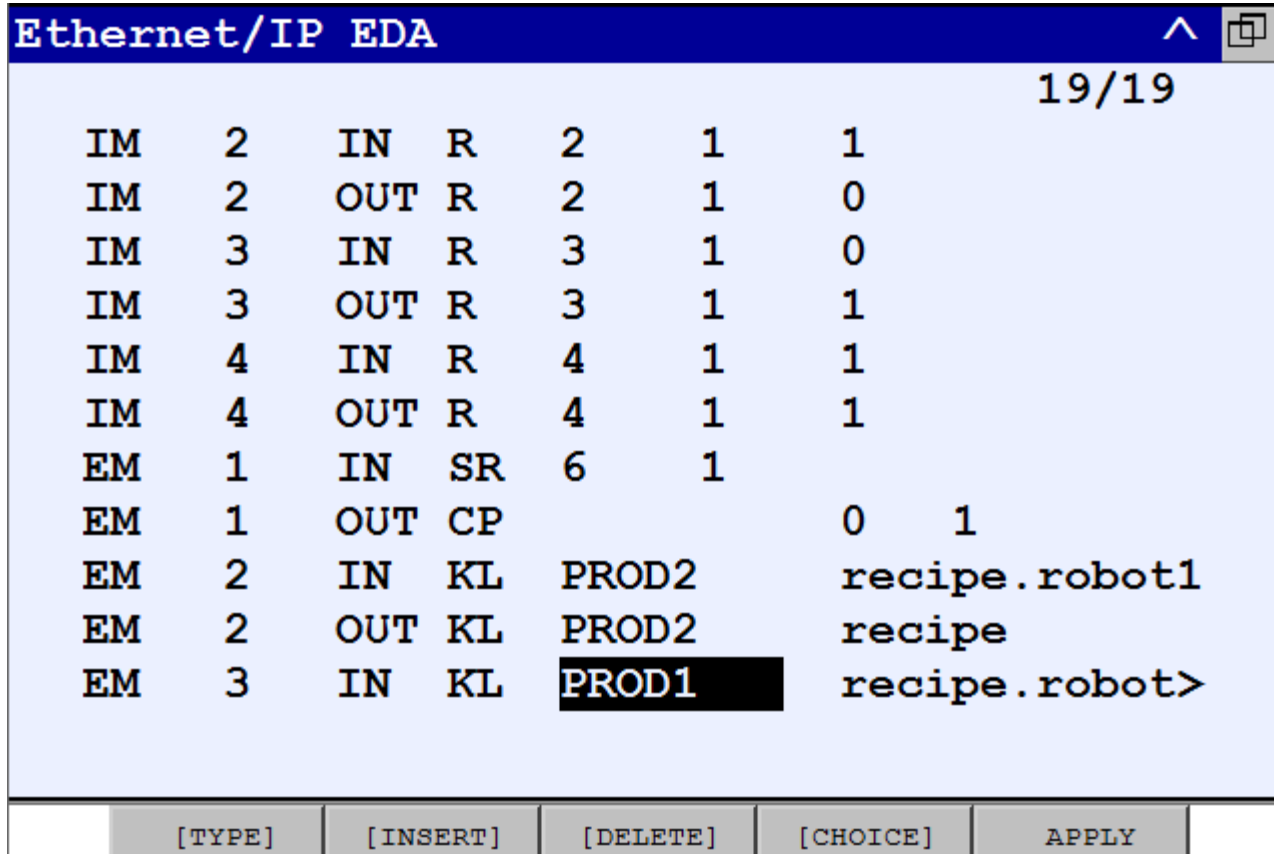 Ethernet/IP EDA
19/19
IM 2 IN R 2 1 1
IM 2 OUT R 2 1 0
IM 3 IN R 3 1 0
IM 3 OUT R 3 1 1
IM 4 IN R 4 1 1
IM 4 OUT R 4 1 1
EM 1 IN SR 6 1
EM 1 OUT CP 0 1
EM 2 IN KL PROD2 recipe.robot1
EM 2 OUT KL PROD2 recipe
EM 3 IN KL PROD1 recipe.robot>
[TYPE] [INSERT] [DELETE] [CHOICE] APPLY